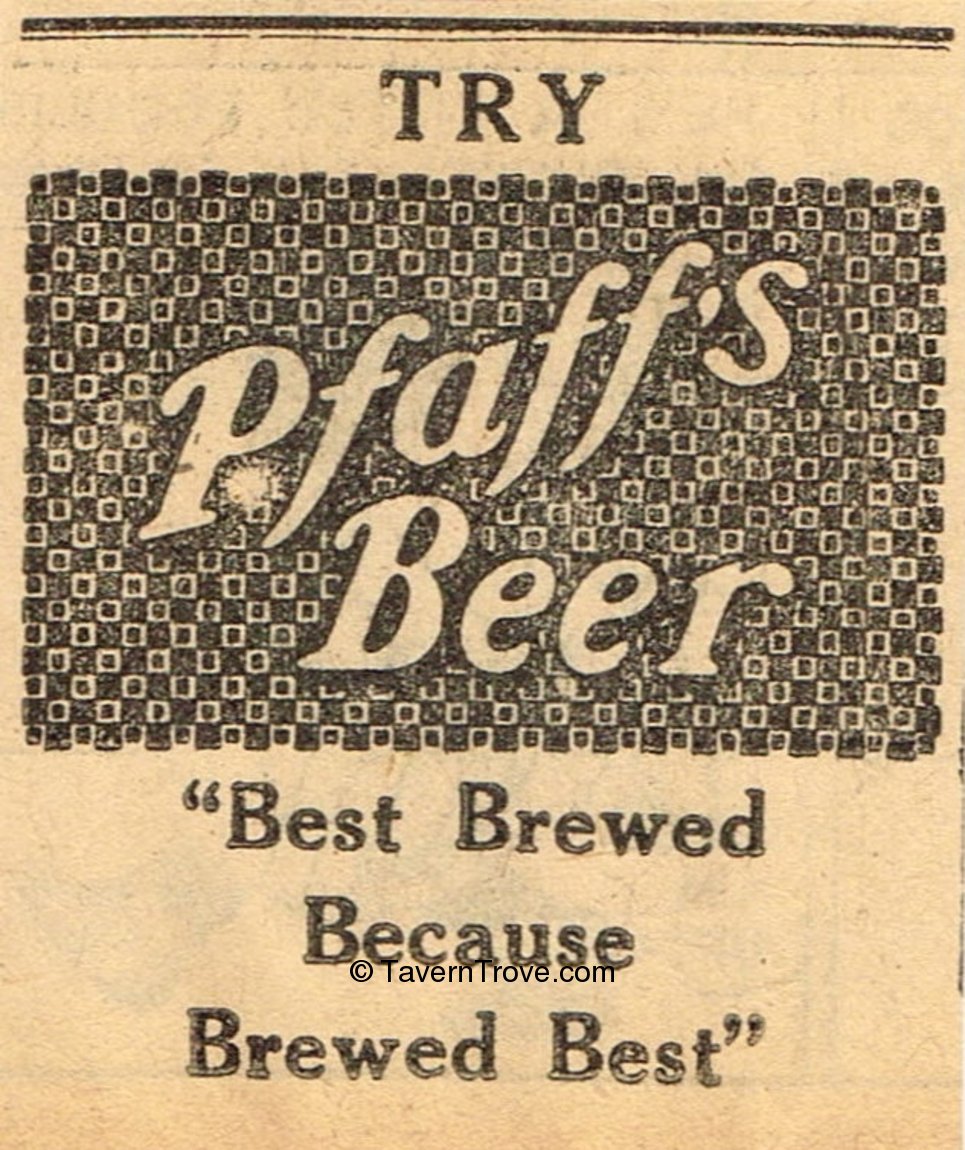 TRY
Pfaff's
Beer
“Best Brewed
Because
© TavernTrove.com
Brewed Best”